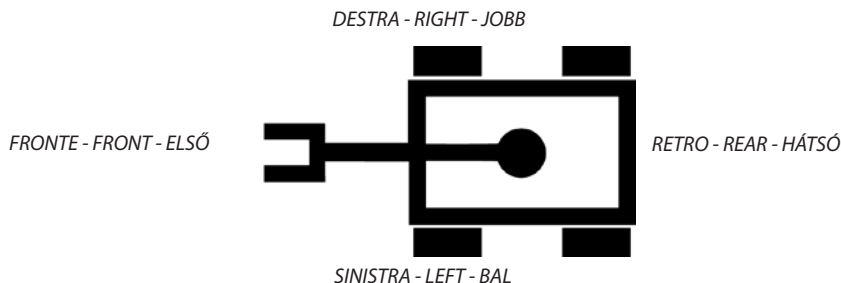 DESTRA - RIGHT - JOBB
FRONTE - FRONT - ELSŐ
RETRO - REAR - HÁTSÓ
SINISTRA - LEFT - BAL